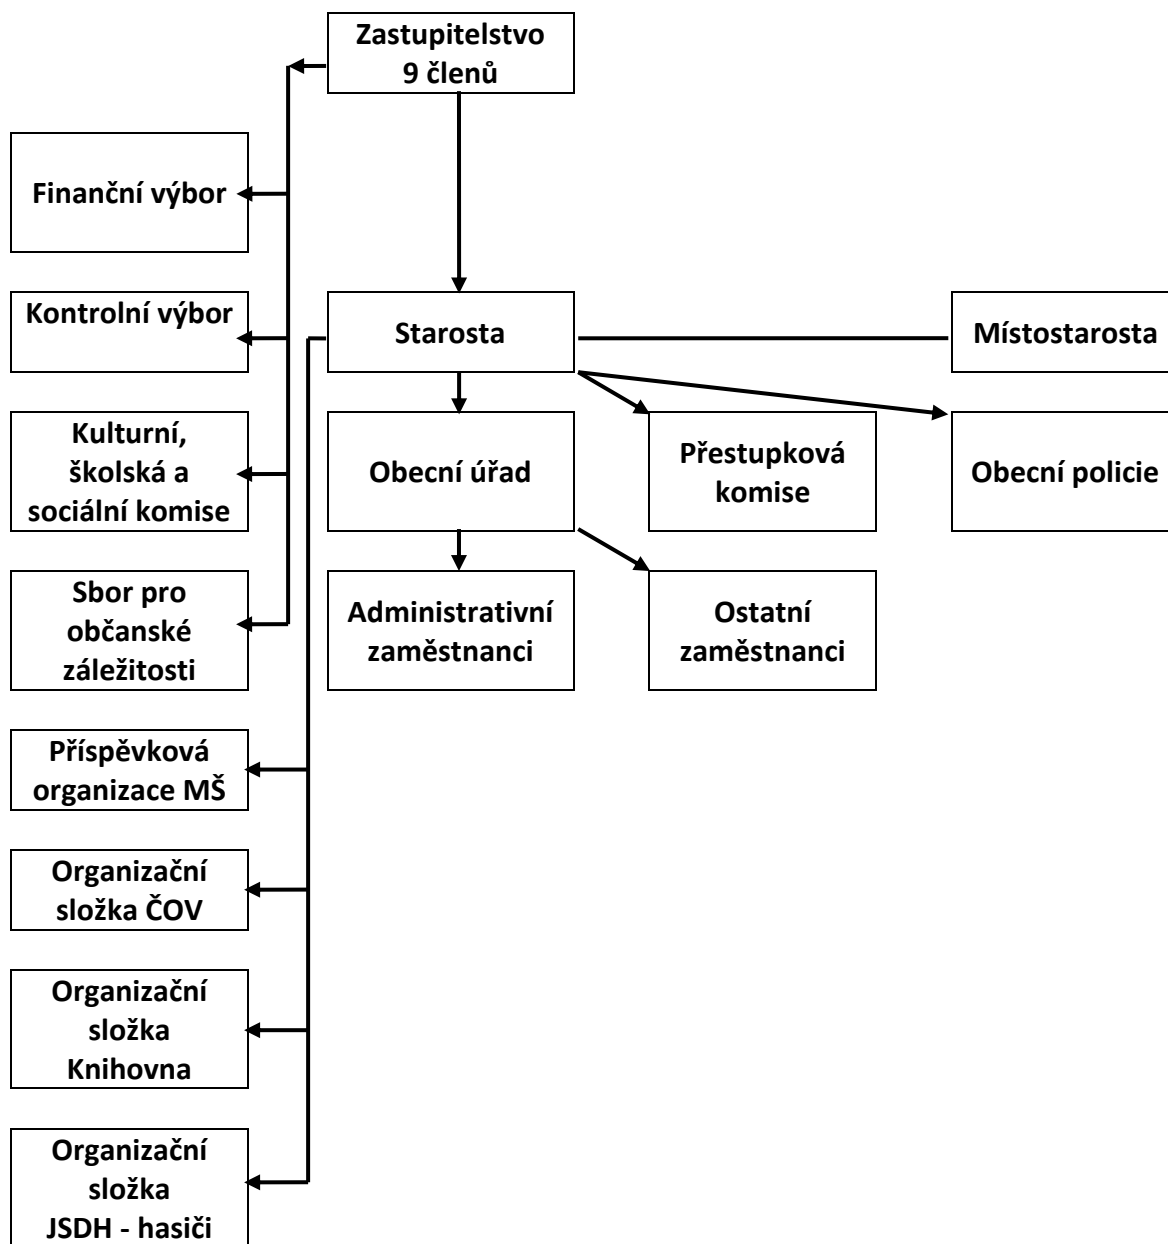 Zastupitelstvo
9 členů
Finanční výbor
Kontrolní výbor
Starosta
Místostarosta
Kulturní,
školská a
sociální komise
Obecní úřad
Přestupková
komise
Obecní policie
Sbor pro
občanské
záležitosti
Administrativní
zaměstnanci
Ostatní
zaměstnanci
Příspěvková
organizace MŠ
Organizační
složka ČOV
Organizační
složka
Knihovna
Organizační
složka
JSDH - hasiči